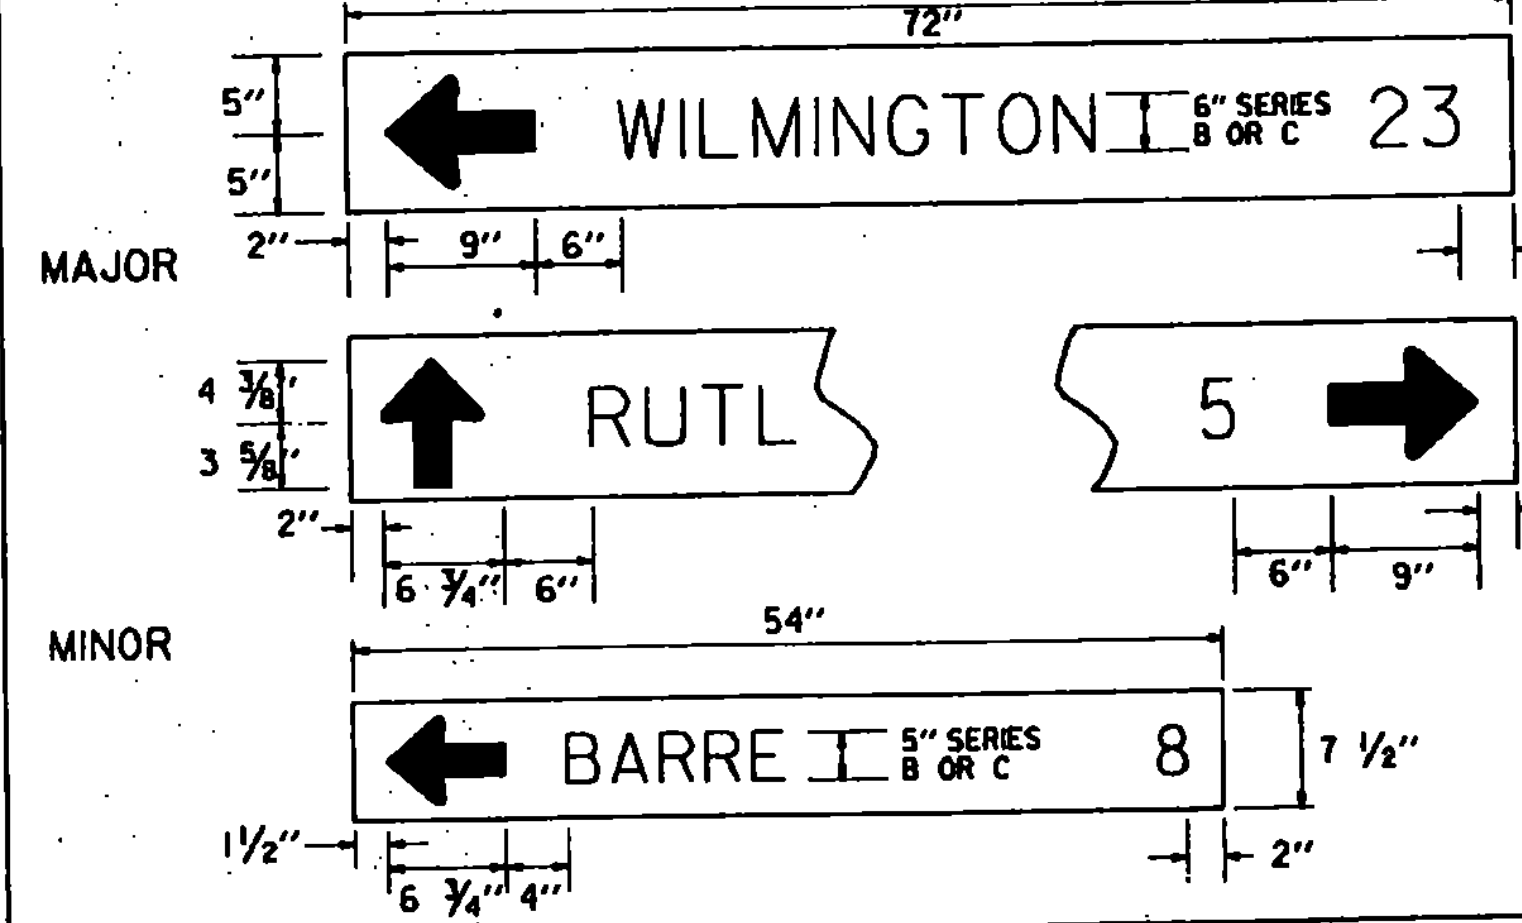 72"
5"
WILMINGTON
6" SERIES
B OR C
23
5"
2"
9"
6"
MAJOR
4 3/8"
RUTL
5
3 5/8"
2"
6 3/4"
6"
6"
9"
54"
MINOR
BARRE
5" SERIES
B OR C
8
7 1/2"
1 1/2"
6 3/4"
4"
2"